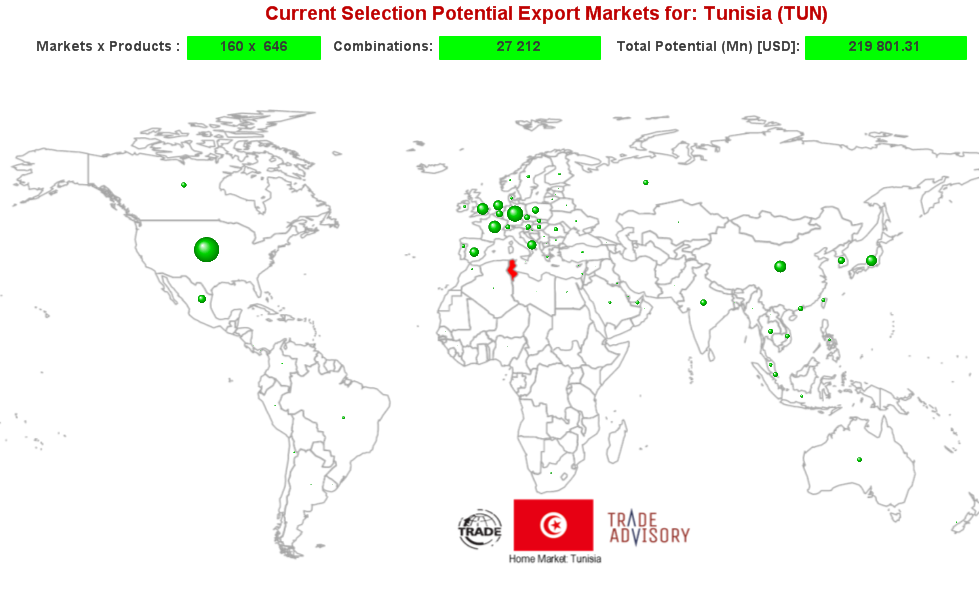 Current Selection Potential Export Markets for: Tunisia (TUN)
Markets x Products : 160 x 646 Combinations: 27 212 Total Potential (Mn) [USD]: 219 801.31
TRADE
TRADE
ADVISORY
Home Market: Tunisia